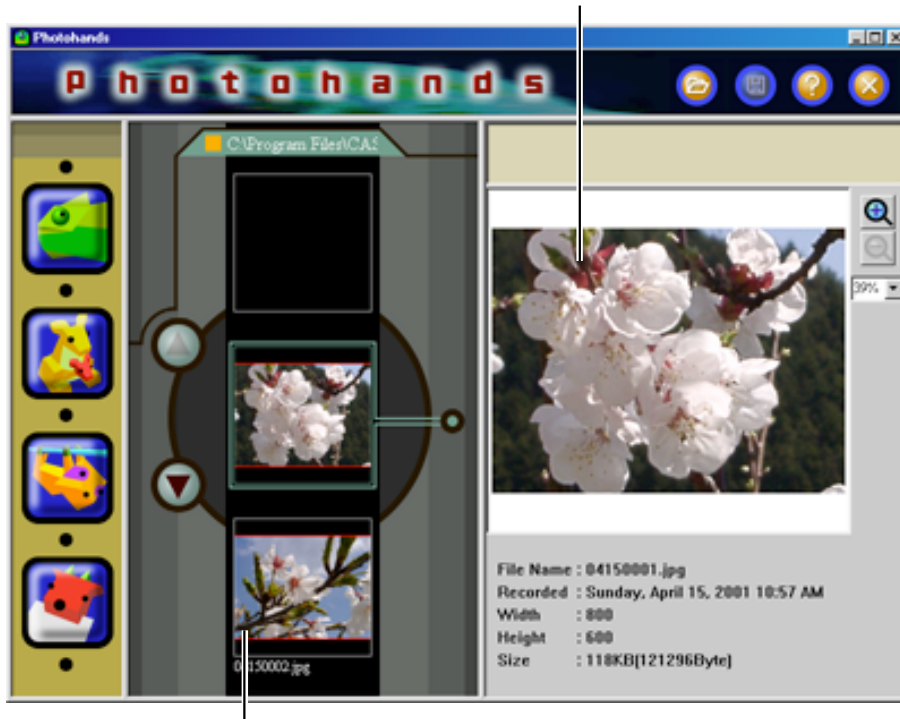 Photohands
Photohands
C:\Program Files\CAS
39%
File Name : 04150001.jpg
Recorded : Sunday, April 15, 2001 10:57 AM
Width : 800
Height : 600
Size : 118KB(121296Byte)
04150002.jpg